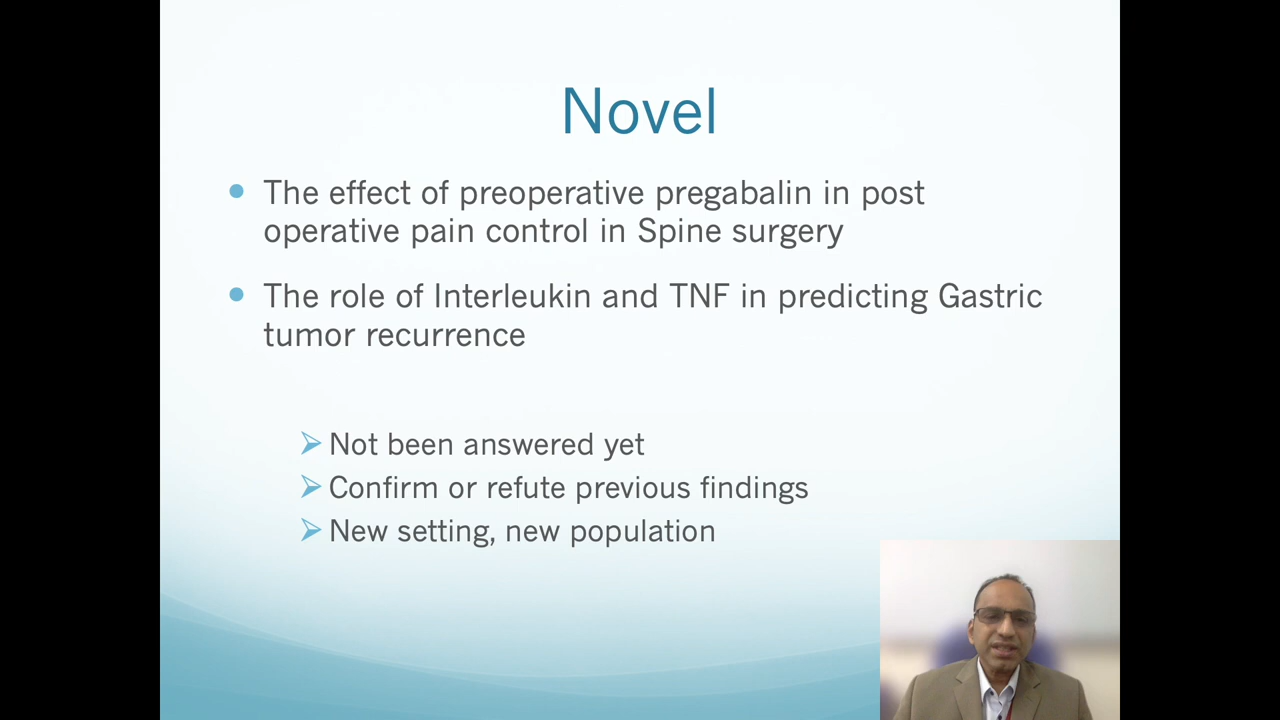 Novel
The effect of preoperative pregabalin in post
operative pain control in Spine surgery
The role of Interleukin and TNF in predicting Gastric
tumor recurrence
Not been answered yet
Confirm or refute previous findings
New setting, new population